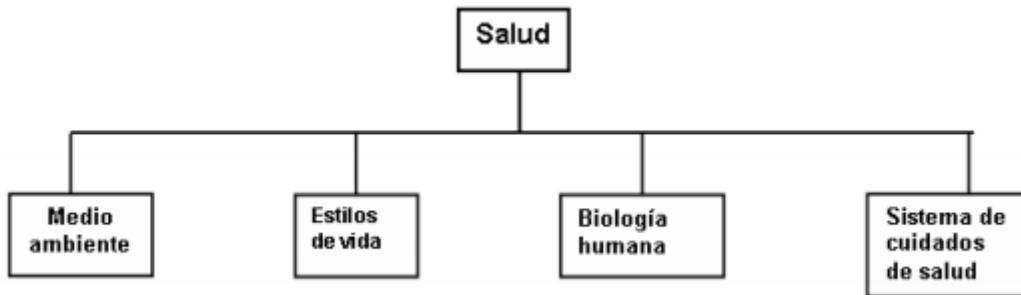 Salud
Medio
ambiente
Estilos
de vida
Biología
humana
Sistema de
cuidados
de salud